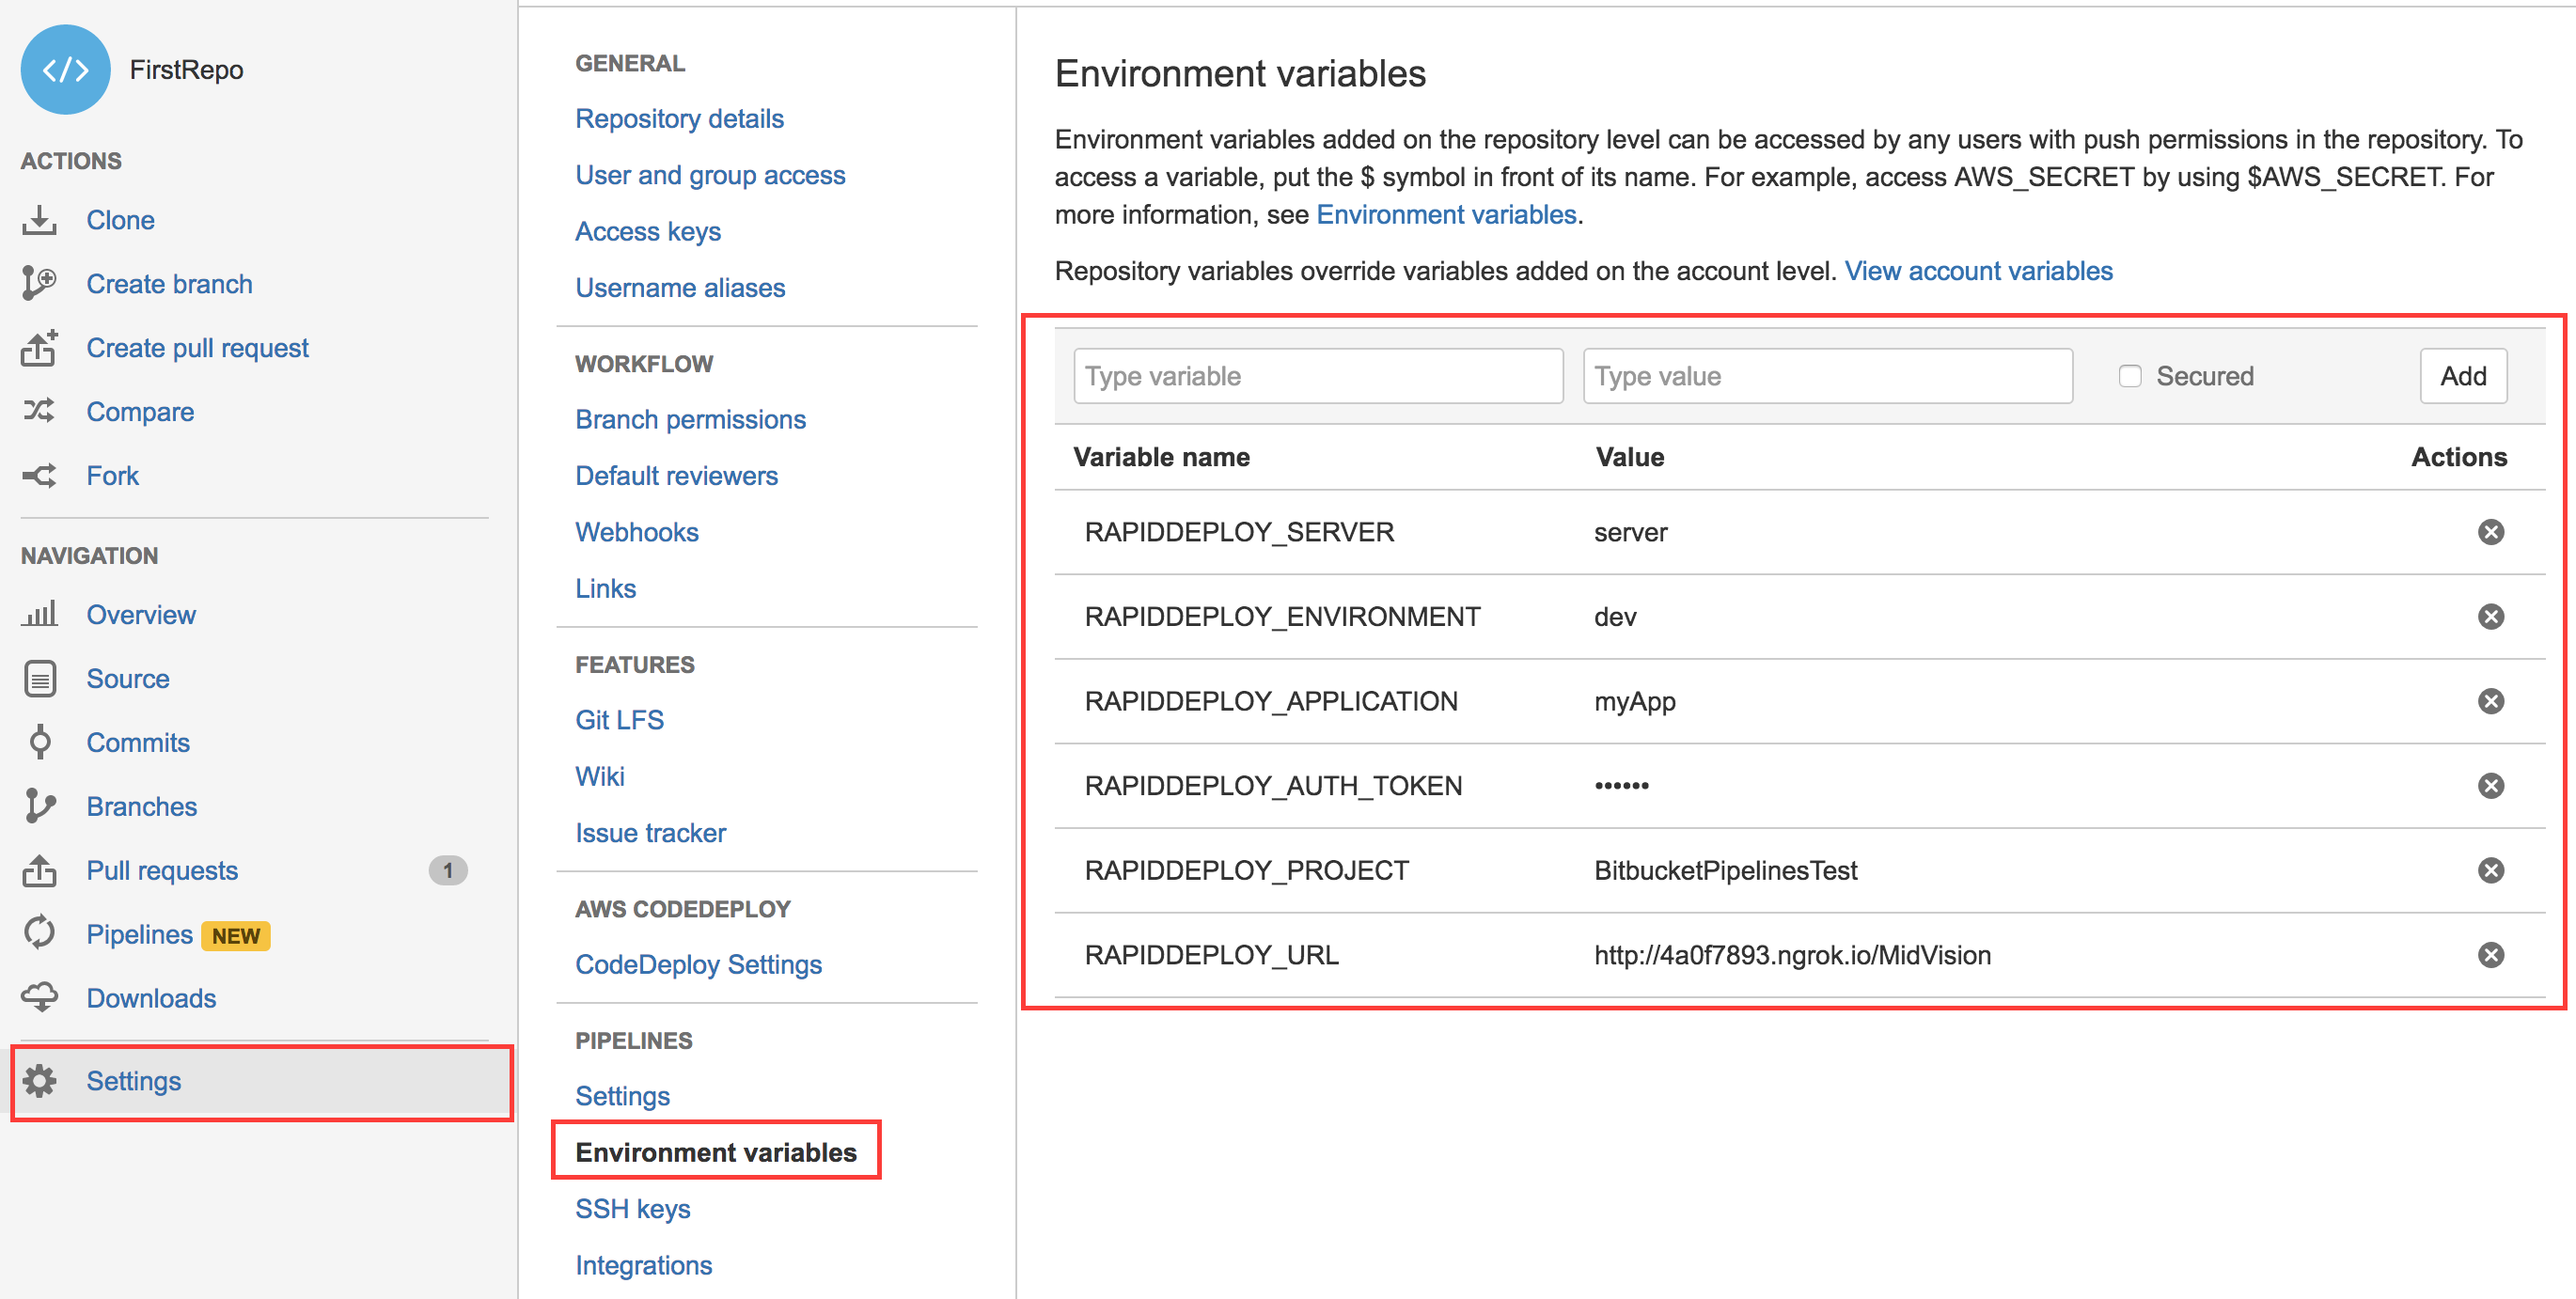 FirstRepo
ACTIONS
Clone
Create branch
Create pull request
Compare
Fork
NAVIGATION
Overview
Source
Commits
Branches
Pull requests 1
Pipelines NEW
Downloads
Settings
GENERAL
Repository details
User and group access
Access keys
Username aliases
WORKFLOW
Branch permissions
Default reviewers
Webhooks
Links
FEATURES
Git LFS
Wiki
Issue tracker
AWS CODEDEPLOY
CodeDeploy Settings
PIPELINES
Settings
Environment variables
SSH keys
Integrations
Environment variables
Environment variables added on the repository level can be accessed by any users with push permissions in the repository. To
access a variable, put the $ symbol in front of its name. For example, access AWS_SECRET by using $AWS_SECRET. For
more information, see Environment variables.
Repository variables override variables added on the account level. View account variables
Type variable Type value Secured Add
Variable name Value Actions
RAPIDDEPLOY_SERVER server
RAPIDDEPLOY_ENVIRONMENT dev
RAPIDDEPLOY_APPLICATION myApp
RAPIDDEPLOY_AUTH_TOKEN ••••••
RAPIDDEPLOY_PROJECT BitbucketPipelinesTest
RAPIDDEPLOY_URL http://4a0f7893.ngrok.io/MidVision